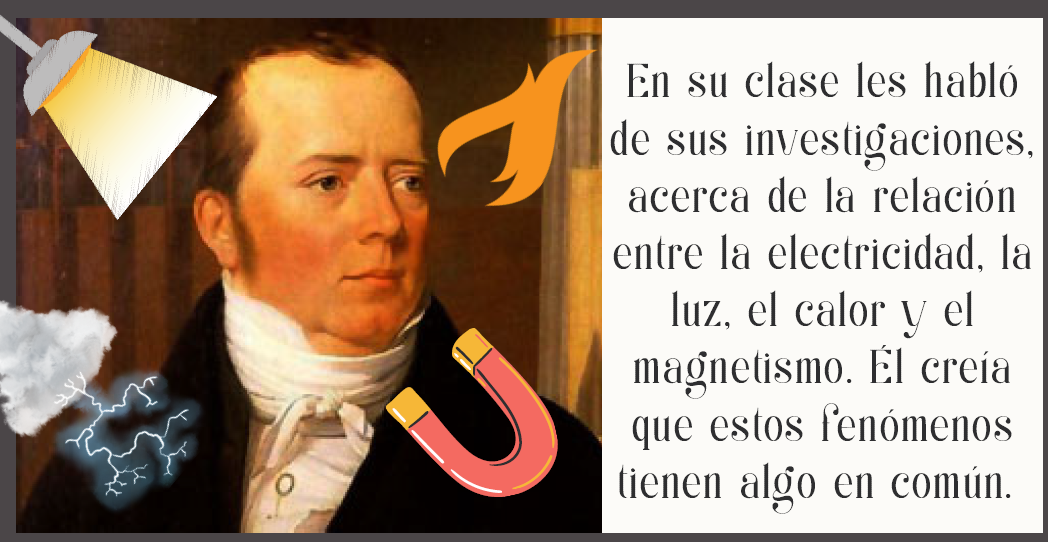 En su clase les habló
de sus investigaciones,
acerca de la relación
entre la electricidad, la
luz, el calor y el
magnetismo. Él creía
que estos fenómenos
tienen algo en común.